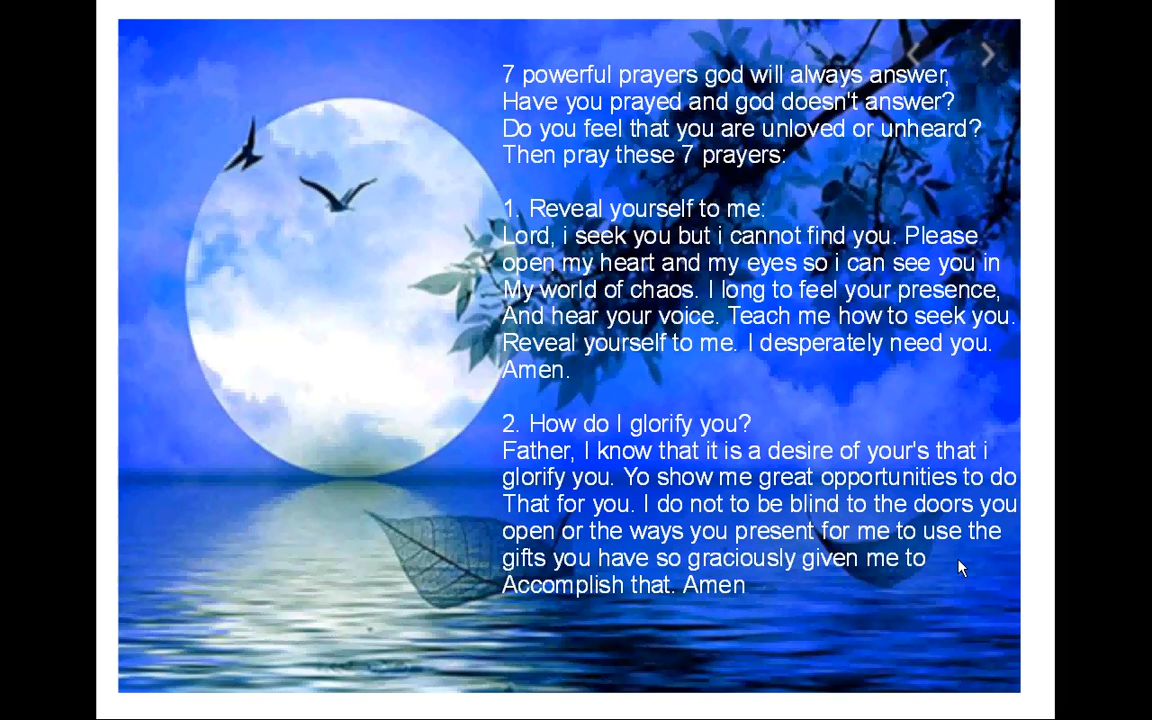 7 powerful prayers god will always answer,
Have you prayed and god doesn't answer?
Do you feel that you are unloved or unheard?
Then pray these 7 prayers:
1. Reveal yourself to me:
Lord, i seek you but i cannot find you. Please
open my heart and my eyes so i can see you in
My world of chaos. I long to feel your presence,
And hear your voice. Teach me how to seek you.
Reveal yourself to me. I desperately need you.
Amen.
2. How do I glorify you?
Father, I know that it is a desire of your's that i
glorify you. Yo show me great opportunities to do
That for you. I do not to be blind to the doors you
open or the ways you present for me to use the
gifts you have so graciously given me to
Accomplish that. Amen